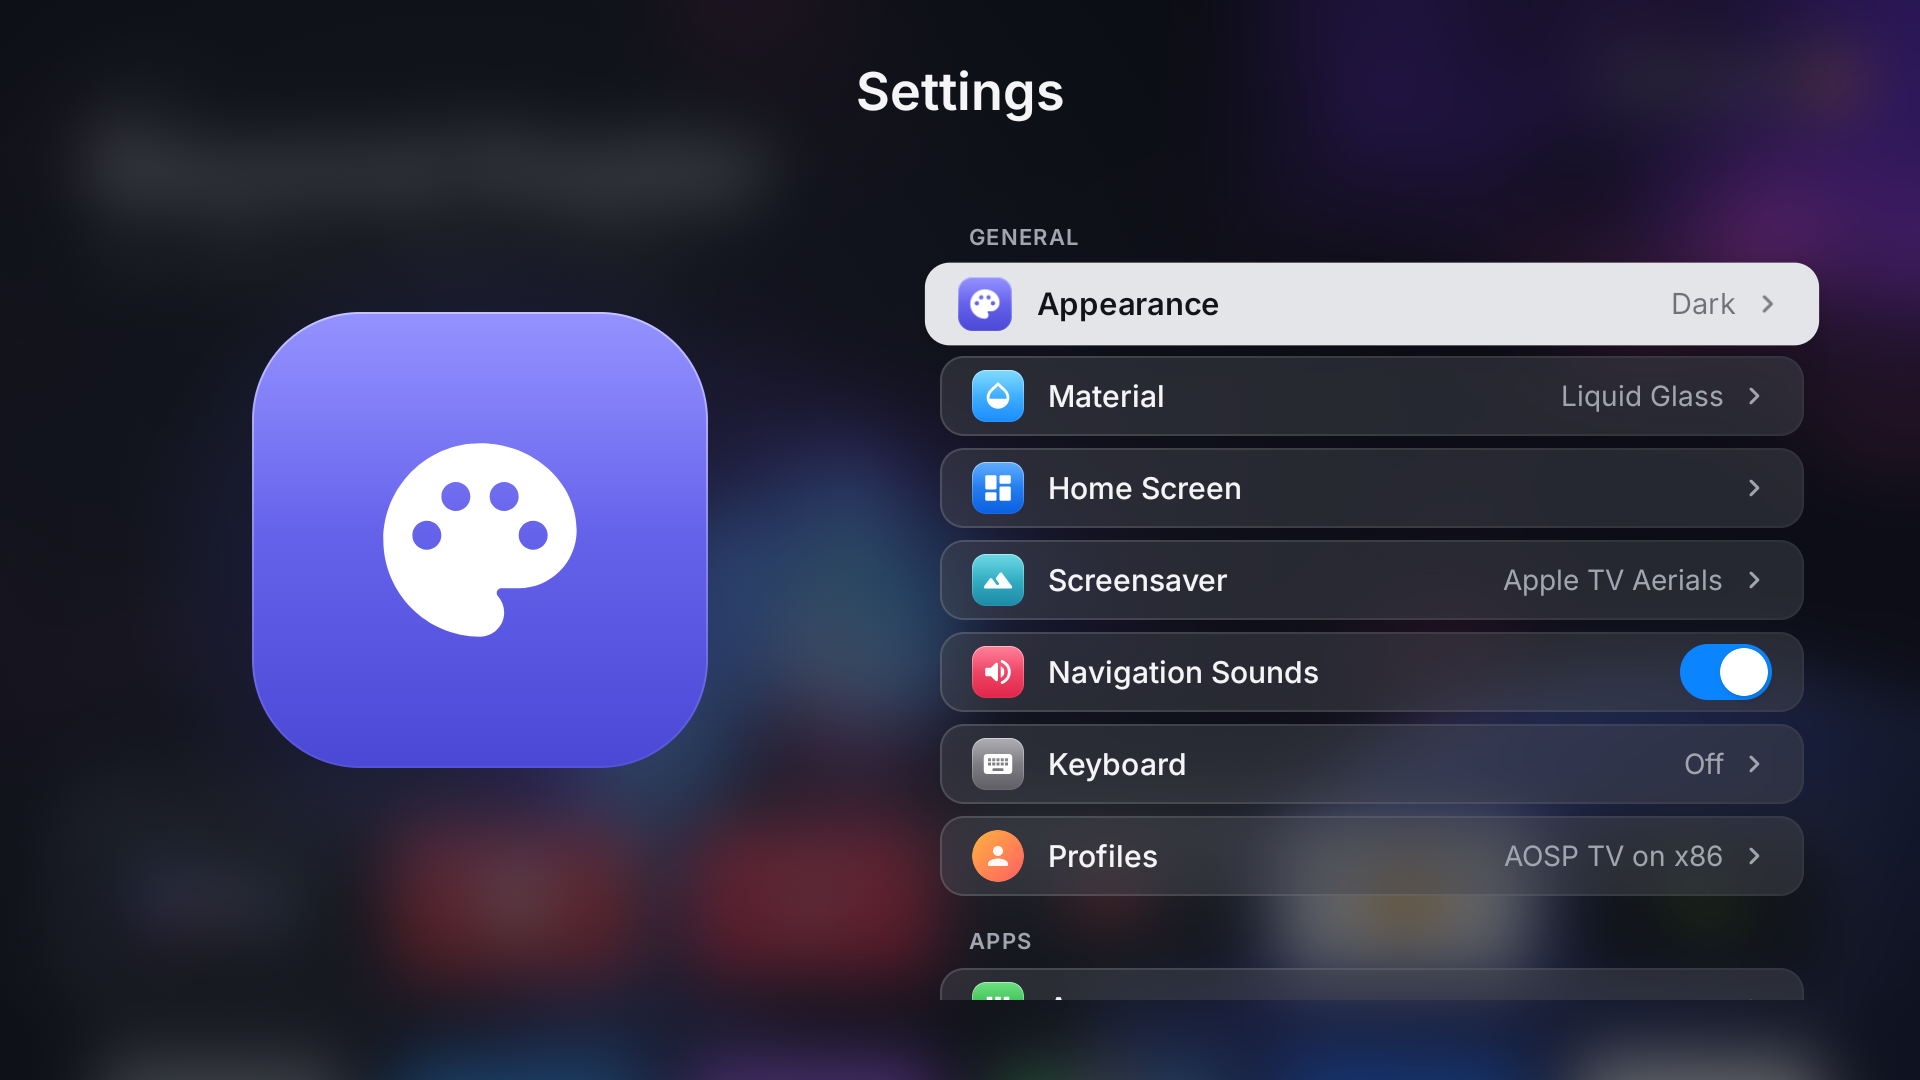 Settings
GENERAL
Appearance
Dark
Material
Liquid Glass
Home Screen
Screensaver
Apple TV Aerials
Navigation Sounds
Keyboard
Off
Profiles
AOSP TV on x86
APPS